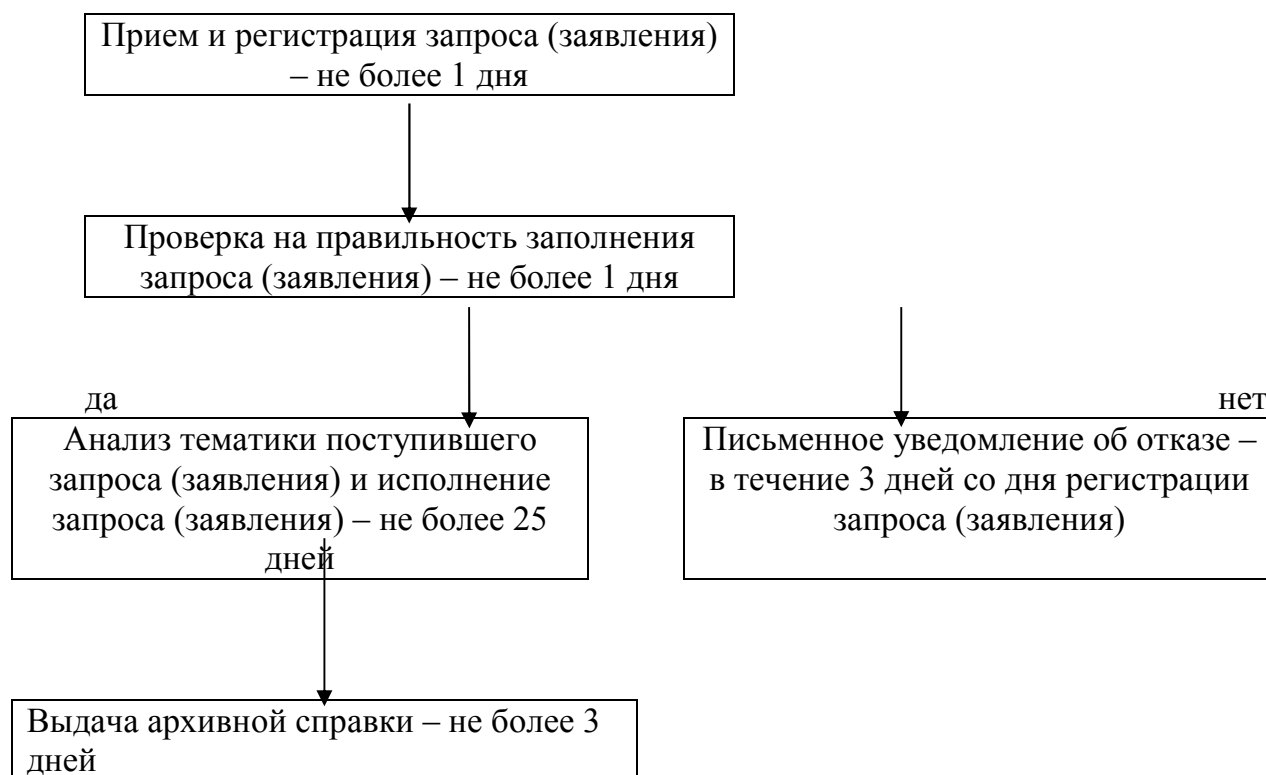 Прием и регистрация запроса (заявления)
– не более 1 дня
Проверка на правильность заполнения
запроса (заявления) – не более 1 дня
да
нет
Анализ тематики поступившего
запроса (заявления) и исполнение
запроса (заявления) – не более 25
дней
Письменное уведомление об отказе –
в течение 3 дней со дня регистрации
запроса (заявления)
Выдача архивной справки – не более 3
дней